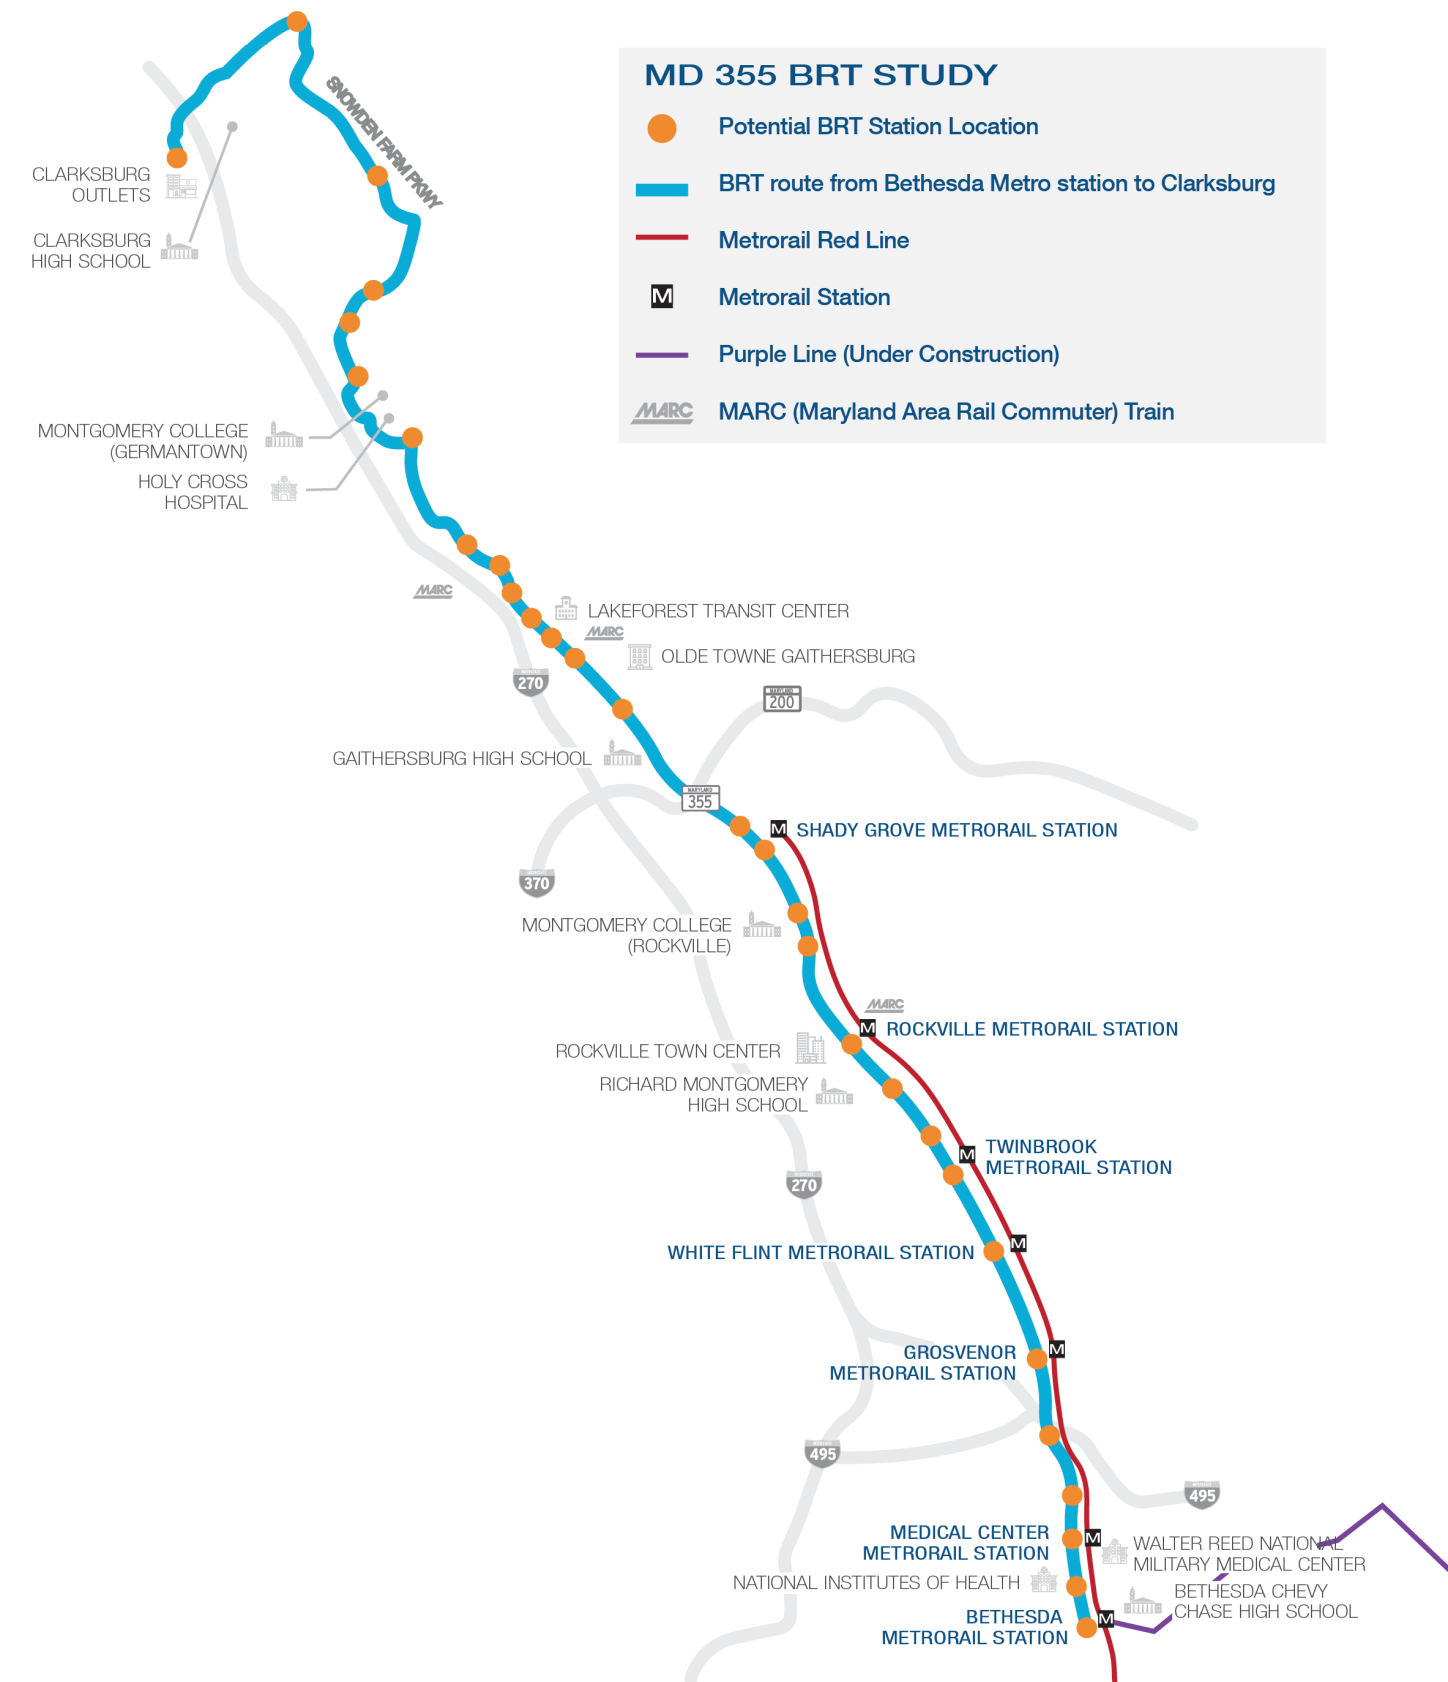 MD 355 BRT STUDY
Potential BRT Station Location
BRT route from Bethesda Metro station to Clarksburg
Metrorail Red Line
M
Metrorail Station
Purple Line (Under Construction)
MARC
MARC (Maryland Area Rail Commuter) Train
SNOWDEN FARM PKWY
CLARKSBURG
OUTLETS
CLARKSBURG
HIGH SCHOOL
MONTGOMERY COLLEGE
(GERMANTOWN)
HOLY CROSS
HOSPITAL
MARC
LAKEFOREST TRANSIT CENTER
MARC
OLDE TOWNE GAITHERSBURG
270
MARYLAND
200
GAITHERSBURG HIGH SCHOOL
MARYLAND
355
M
SHADY GROVE METRORAIL STATION
370
MONTGOMERY COLLEGE
(ROCKVILLE)
MARC
M
ROCKVILLE METRORAIL STATION
ROCKVILLE TOWN CENTER
RICHARD MONTGOMERY
HIGH SCHOOL
M
TWINBROOK
METRORAIL STATION
270
WHITE FLINT METRORAIL STATION
M
GROSVENOR
METRORAIL STATION
M
495
495
MEDICAL CENTER
METRORAIL STATION
M
WALTER REED NATIONAL
MILITARY MEDICAL CENTER
NATIONAL INSTITUTES OF HEALTH
BETHESDA CHEVY
CHASE HIGH SCHOOL
BETHESDA
METRORAIL STATION
M